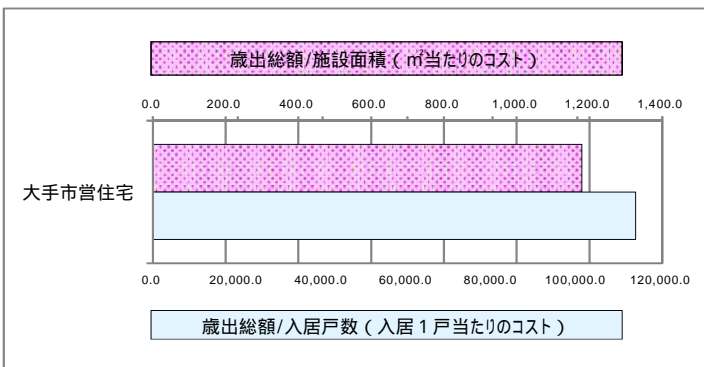 歳出総額/施設面積(㎡当たりのコスト)
0.0 200.0 400.0 600.0 800.0 1,000.0 1,200.0 1,400.0
大手市営住宅
0.0 20,000.0 40,000.0 60,000.0 80,000.0 100,000.0 120,000.0
歳出総額/入居戸数(入居1戸当たりのコスト)